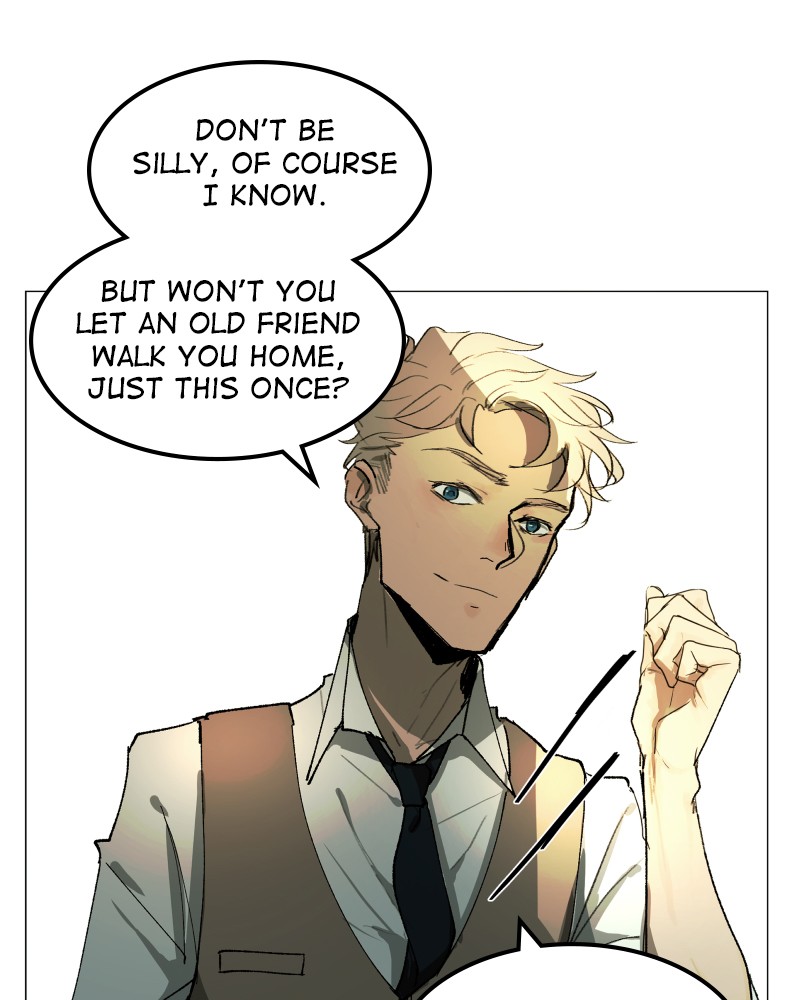 DON'T BE
SILLY, OF COURSE
I KNOW.
BUT WON'T YOU
LET AN OLD FRIEND
WALK YOU HOME,
JUST THIS ONCE?